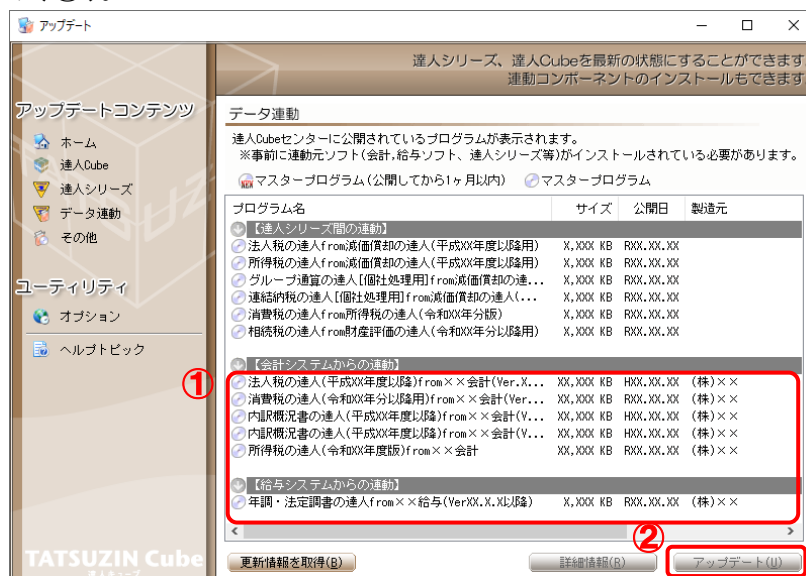 アップデート
達人シリーズ、達人Cubeを最新の状態にすることができます
連動コンポーネントのインストールもできます
アップデートコンテンツ
ホーム
達人Cube
達人シリーズ
データ連動
その他
ユーティリティ
オプション
ヘルプトピック
データ連動
達人Cubeセンターに公開されているプログラムが表示されます。
※事前に連動元ソフト(会計,給与ソフト、達人シリーズ等)がインストールされている必要があります。
マスタープログラム(公開してから1ヶ月以内) マスタープログラム
プログラム名 サイズ 公開日 製造元
【達人シリーズ間の連動】
法人税の達人from減価償却の達人(平成XX年度以降用) X,XXX KB RXX.XX.XX
所得税の達人from減価償却の達人(平成XX年度以降用) X,XXX KB RXX.XX.XX
グループ通算の達人[個社処理用]from減価償却の達... X,XXX KB RXX.XX.XX
連結納税の達人[個社処理用]from減価償却の達人(... X,XXX KB RXX.XX.XX
消費税の達人from所得税の達人(令和XX年分版) X,XXX KB RXX.XX.XX
相続税の達人from財産評価の達人(令和XX年分以降用) X,XXX KB RXX.XX.XX
【会計システムからの連動】
①
法人税の達人(平成XX年度以降)from××会計(Ver.X... XX,XXX KB HXX.XX.XX (株)××
消費税の達人(令和XX年分以降用)from××会計(Ver... XX,XXX KB RXX.XX.XX (株)××
内訳概況書の達人(平成XX年度以降)from××会計(V... XX,XXX KB HXX.XX.XX (株)××
内訳概況書の達人(平成XX年度以降)from××会計(V... XX,XXX KB HXX.XX.XX (株)××
所得税の達人(令和XX年度版)from××会計 XX,XXX KB RXX.XX.XX (株)××
【給与システムからの連動】
年調・法定調書の達人from××給与(VerXX.X.X以降) X,XXX KB RXX.XX.XX (株)××
②
更新情報を取得(B) 詳細情報(R) アップデート(U)
TATSUZIN Cube